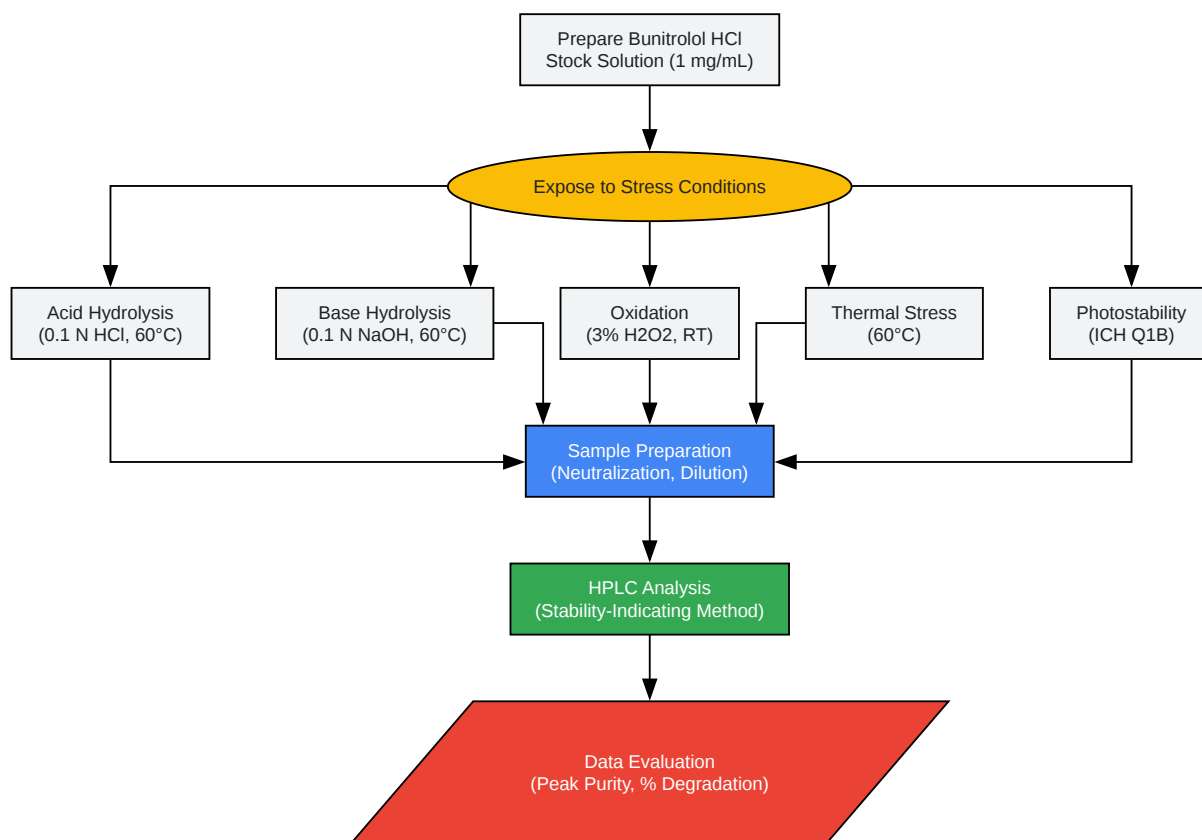 Prepare Bunitrolol HCl
Stock Solution (1 mg/mL)
Expose to Stress Conditions
Acid Hydrolysis
(0.1 N HCl, 60°C)
Base Hydrolysis
(0.1 N NaOH, 60°C)
Oxidation
(3% H2O2, RT)
Thermal Stress
(60°C)
Photostability
(ICH Q1B)
Sample Preparation
(Neutralization, Dilution)
HPLC Analysis
(Stability-Indicating Method)
Data Evaluation
(Peak Purity, % Degradation)